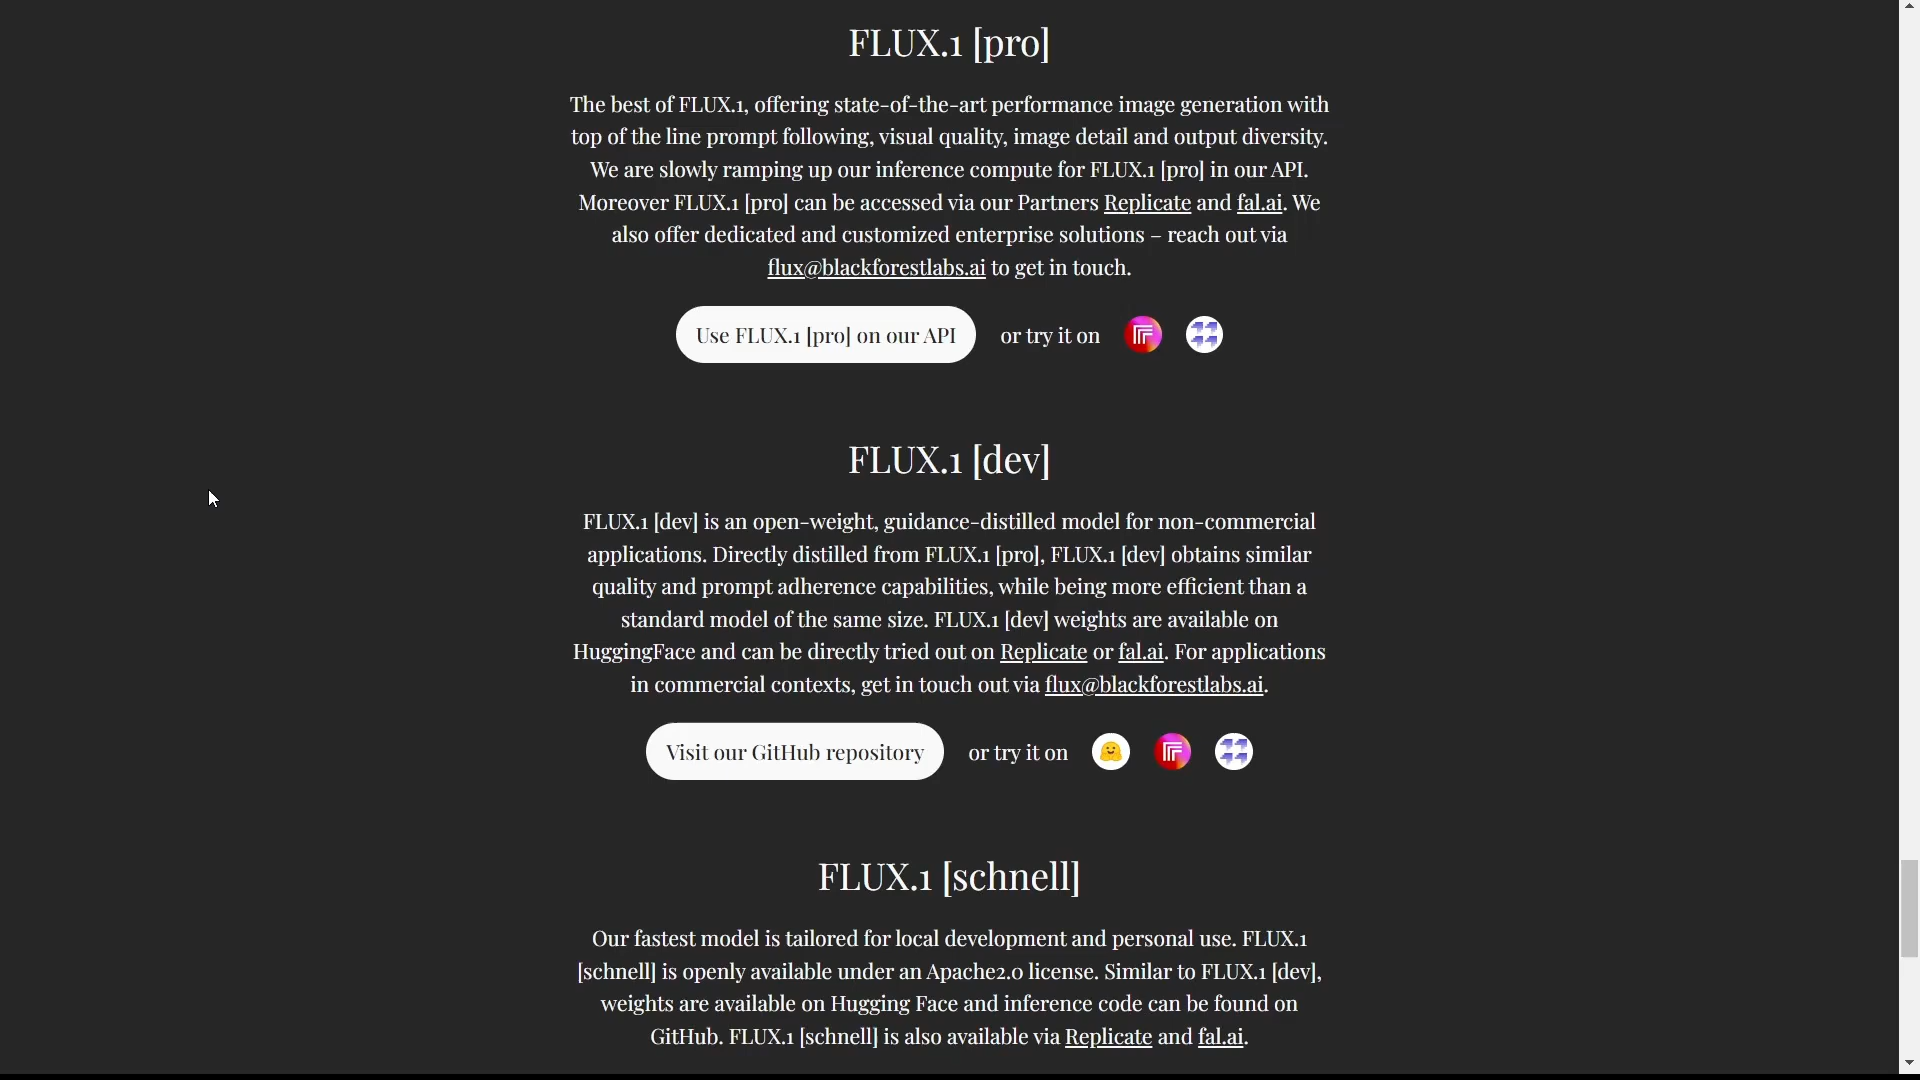 FLUX.1 [pro]
The best of FLUX.1, offering state-of-the-art performance image generation with
top of the line prompt following, visual quality, image detail and output diversity.
We are slowly ramping up our inference compute for FLUX.1 [pro] in our API.
Moreover FLUX.1 [pro] can be accessed via our Partners Replicate and fal.ai. We
also offer dedicated and customized enterprise solutions – reach out via
flux@blackforestlabs.ai to get in touch.
Use FLUX.1 [pro] on our API or try it on
FLUX.1 [dev]
FLUX.1 [dev] is an open-weight, guidance-distilled model for non-commercial
applications. Directly distilled from FLUX.1 [pro], FLUX.1 [dev] obtains similar
quality and prompt adherence capabilities, while being more efficient than a
standard model of the same size. FLUX.1 [dev] weights are available on
HuggingFace and can be directly tried out on Replicate or fal.ai. For applications
in commercial contexts, get in touch out via flux@blackforestlabs.ai.
Visit our GitHub repository or try it on
FLUX.1 [schnell]
Our fastest model is tailored for local development and personal use. FLUX.1
[schnell] is openly available under an Apache2.0 license. Similar to FLUX.1 [dev],
weights are available on Hugging Face and inference code can be found on
GitHub. FLUX.1 [schnell] is also available via Replicate and fal.ai.